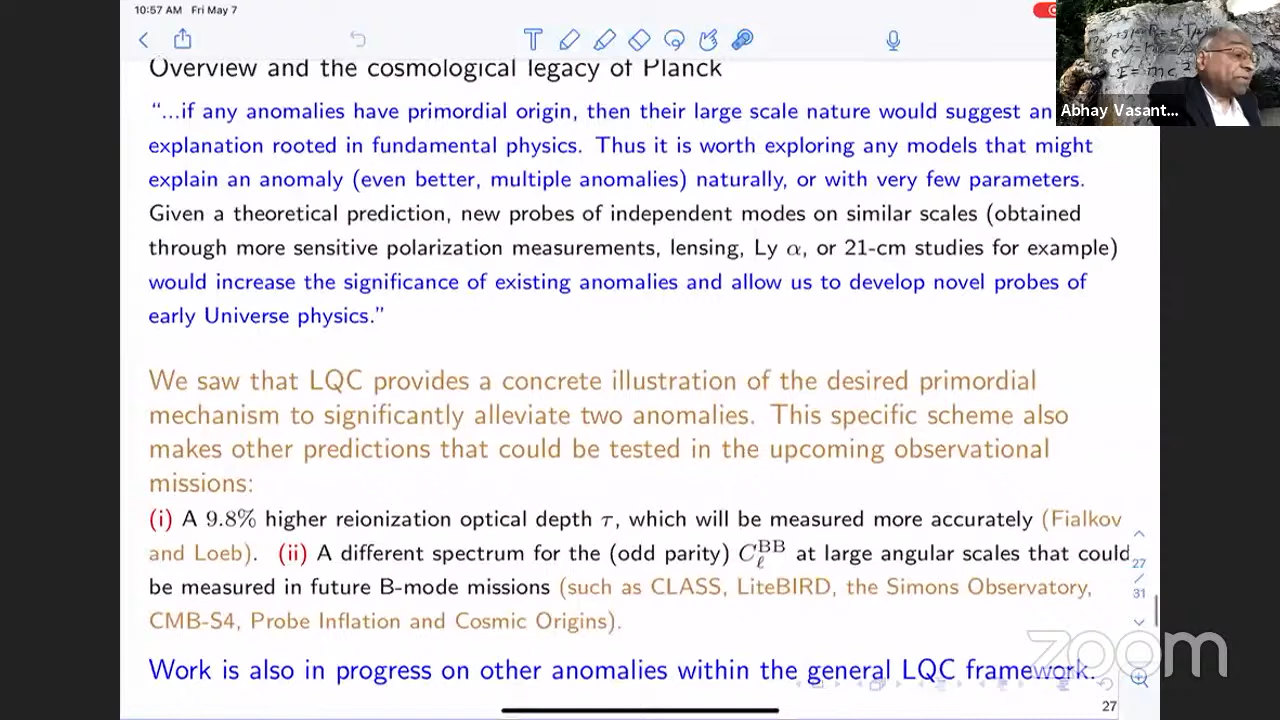 10:57 AM Fri May 7
Overview and the cosmological legacy of Planck
“...if any anomalies have primordial origin, then their large scale nature would suggest an
explanation rooted in fundamental physics. Thus it is worth exploring any models that might
explain an anomaly (even better, multiple anomalies) naturally, or with very few parameters.
Given a theoretical prediction, new probes of independent modes on similar scales (obtained
through more sensitive polarization measurements, lensing, Ly α, or 21-cm studies for example)
would increase the significance of existing anomalies and allow us to develop novel probes of
early Universe physics.”
We saw that LQC provides a concrete illustration of the desired primordial
mechanism to significantly alleviate two anomalies. This specific scheme also
makes other predictions that could be tested in the upcoming observational
missions:
(i) A 9.8% higher reionization optical depth τ, which will be measured more accurately (Fialkov
and Loeb). (ii) A different spectrum for the (odd parity) C_ℓ^BB at large angular scales that could
be measured in future B-mode missions (such as CLASS, LiteBIRD, the Simons Observatory,
CMB-S4, Probe Inflation and Cosmic Origins).
Work is also in progress on other anomalies within the general LQC framework.
27
/
31
27
Abhay Vasant...
E=mc²
zoom